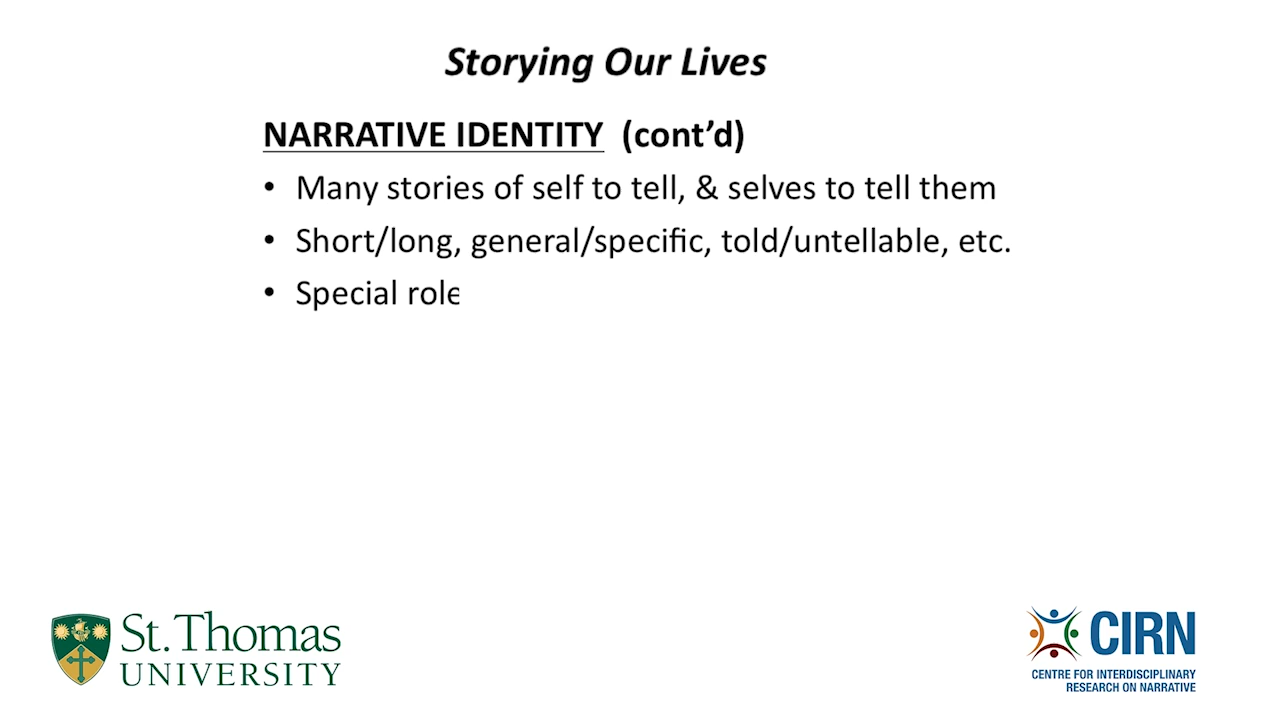 Storying Our Lives
NARRATIVE IDENTITY (cont’d)
• Many stories of self to tell, & selves to tell them
• Short/long, general/specific, told/untellable, etc.
• Special role
St. Thomas
UNIVERSITY
CIRN
CENTRE FOR INTERDISCIPLINARY
RESEARCH ON NARRATIVE